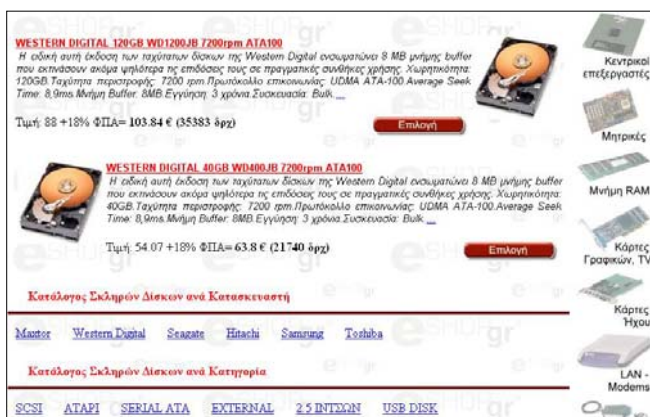 WESTERN DIGITAL 120GB WD1200JB 7200rpm ATA100
Η ειδική αυτή έκδοση των ταχύτατων δίσκων της Western Digital ενσωματώνει 8 MB μνήμης buffer
που εκτινάσουν ακόμα ψηλότερα τις επιδόσεις τους σε πραγματικές συνθήκες χρήσης. Χωρητικότητα:
120GB.Ταχύτητα περιστροφής: 7200 rpm.Πρωτόκολλο επικοινωνίας: UDMA ATA-100.Average Seek
Time: 8,9ms.Μνήμη Buffer: 8MB.Εγγύηση: 3 χρόνια.Συσκευασία: Bulk ...
Τιμή: 88 +18% ΦΠΑ= 103.84 € (35383 δρχ)
Επιλογή
WESTERN DIGITAL 40GB WD400JB 7200rpm ATA100
Η ειδική αυτή έκδοση των ταχύτατων δίσκων της Western Digital ενσωματώνει 8 MB μνήμης buffer
που εκτινάσουν ακόμα ψηλότερα τις επιδόσεις τους σε πραγματικές συνθήκες χρήσης. Χωρητικότητα:
40GB.Ταχύτητα περιστροφής: 7200 rpm.Πρωτόκολλο επικοινωνίας: UDMA ATA-100.Average Seek
Time: 8,9ms.Μνήμη Buffer: 8MB.Εγγύηση: 3 χρόνια.Συσκευασία: Bulk ...
Τιμή: 54.07 +18% ΦΠΑ= 63.8 € (21740 δρχ)
Επιλογή
Κατάλογος Σκληρών Δίσκων ανά Κατασκευαστή
Maxtor Western Digital Seagate Hitachi Samsung Toshiba
Κατάλογος Σκληρών Δίσκων ανά Κατηγορία
SCSI ATAPI SERIAL ATA EXTERNAL 2.5 ΙΝΤΣΩΝ USB DISK
Κεντρικοί
επεξεργαστές
Μητρικές
Μνήμη RAM
Κάρτες
Γραφικών, TV
Κάρτες
Ήχου
LAN -
Modems
eSHOP.gr